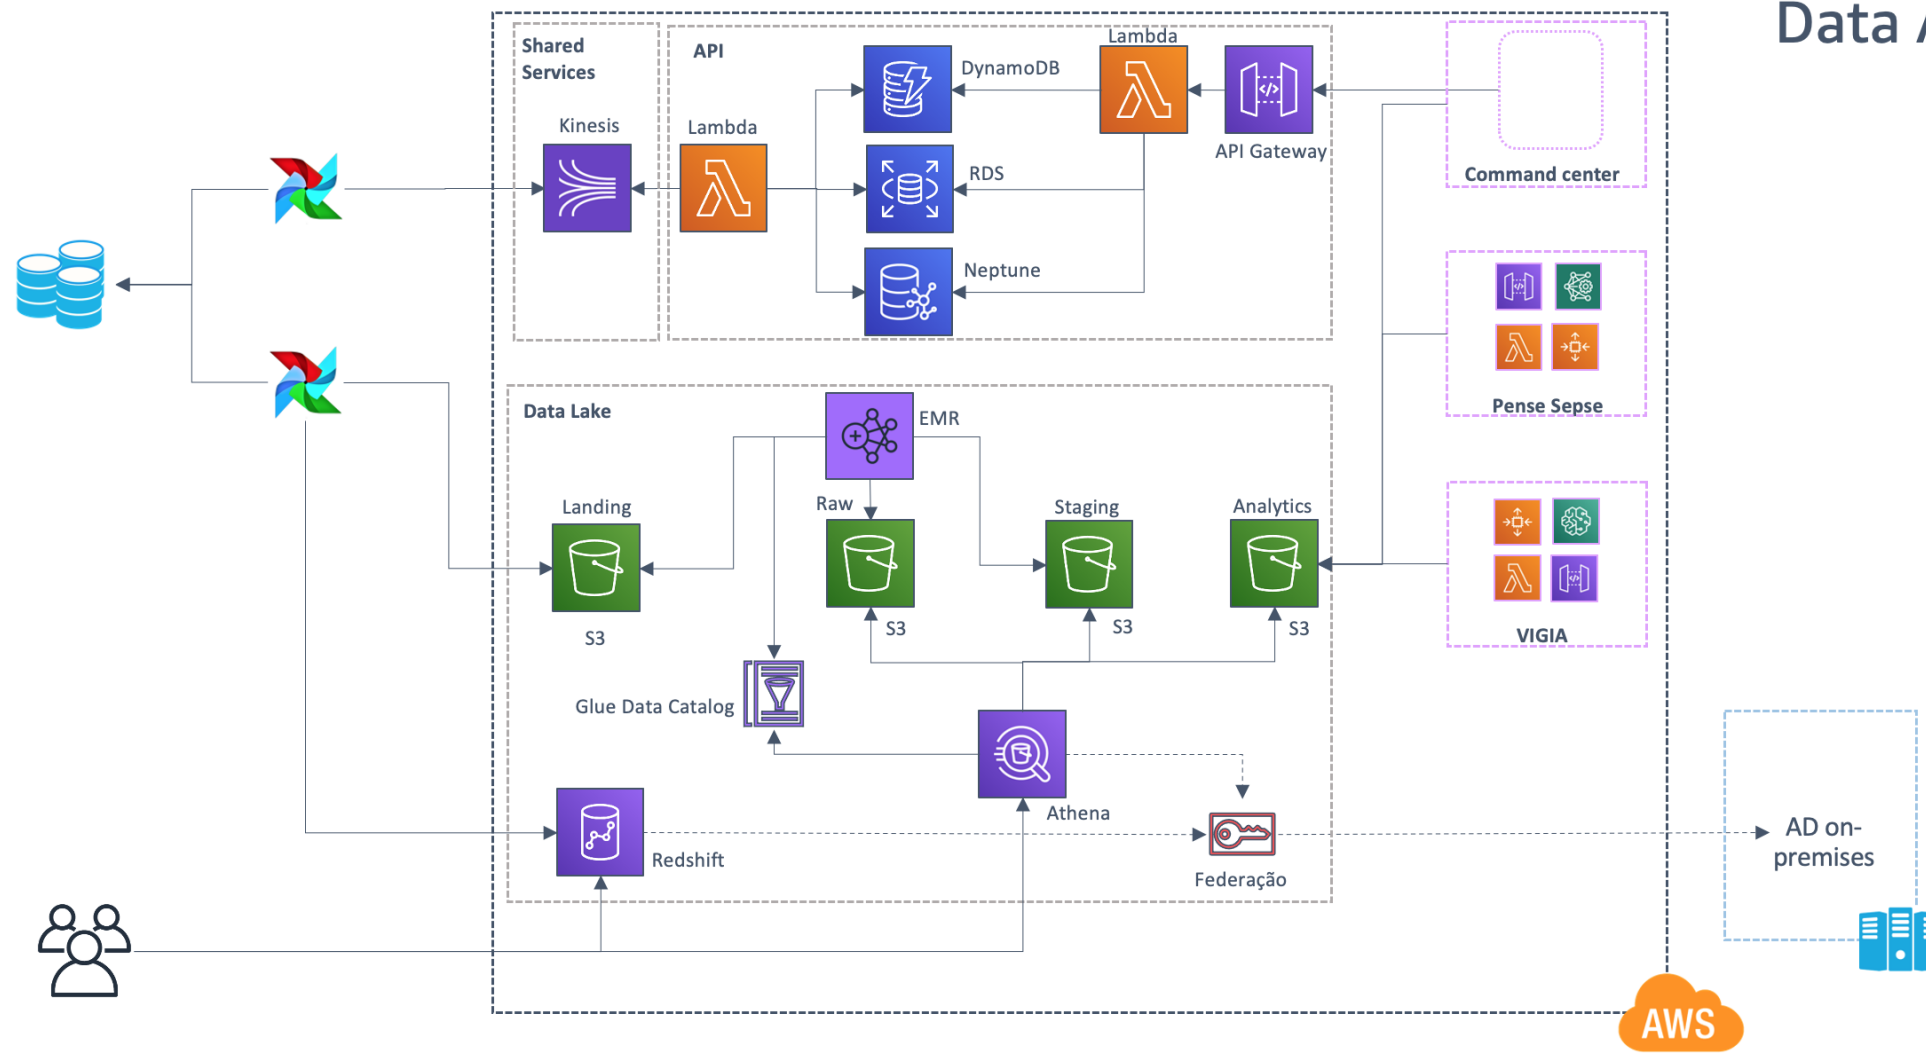 Data
Shared
Services
API
Lambda
DynamoDB
Kinesis
Lambda
API Gateway
RDS
Command center
Neptune
Pense Sepse
Data Lake
EMR
Landing
Raw
Staging
Analytics
S3
S3
S3
S3
VIGIA
Glue Data Catalog
Athena
Redshift
Federação
AD on-
premises
AWS